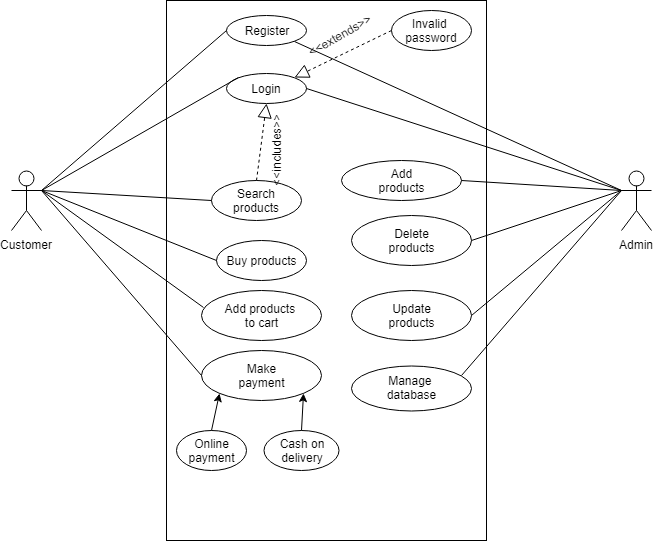 Register
<<extends>>
Invalid
password
Login
<<includes>>
Search
products
Add
products
Customer
Admin
Delete
products
Buy products
Add products
to cart
Update
products
Make
payment
Manage
database
Online
payment
Cash on
delivery